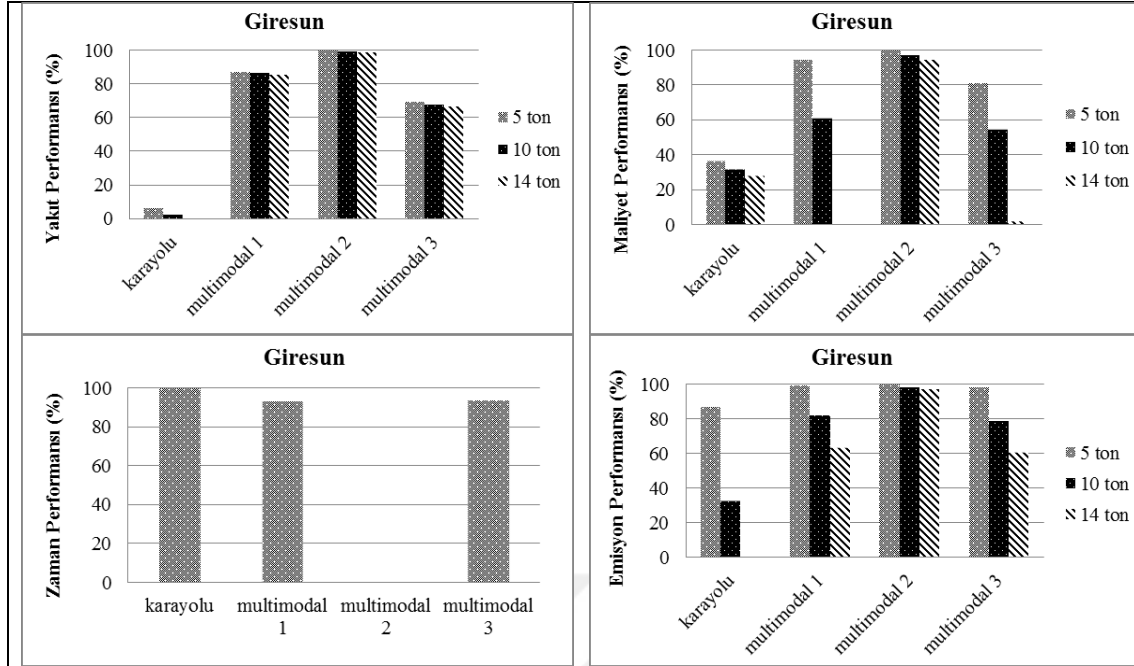 Giresun
Yakıt Performansı (%)
100
80
60
40
20
0
karayolu
multimodal 1
multimodal 2
multimodal 3
5 ton
10 ton
14 ton
Giresun
Maliyet Performansı (%)
100
80
60
40
20
0
karayolu
multimodal 1
multimodal 2
multimodal 3
5 ton
10 ton
14 ton
Giresun
Zaman Performansı (%)
100
80
60
40
20
0
karayolu
multimodal
1
multimodal
2
multimodal
3
Giresun
Emisyon Performansı (%)
100
80
60
40
20
0
karayolu
multimodal 1
multimodal 2
multimodal 3
5 ton
10 ton
14 ton